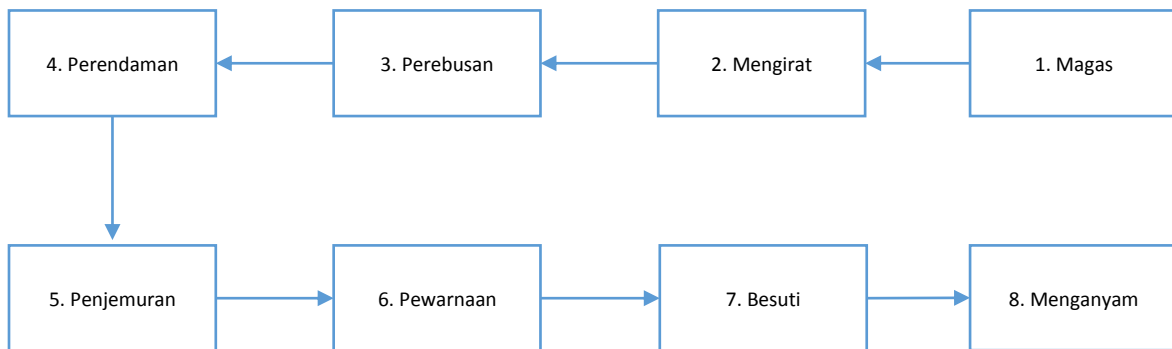 1. Magas
2. Mengirat
3. Perebusan
4. Perendaman
5. Penjemuran
6. Pewarnaan
7. Besuti
8. Menganyam